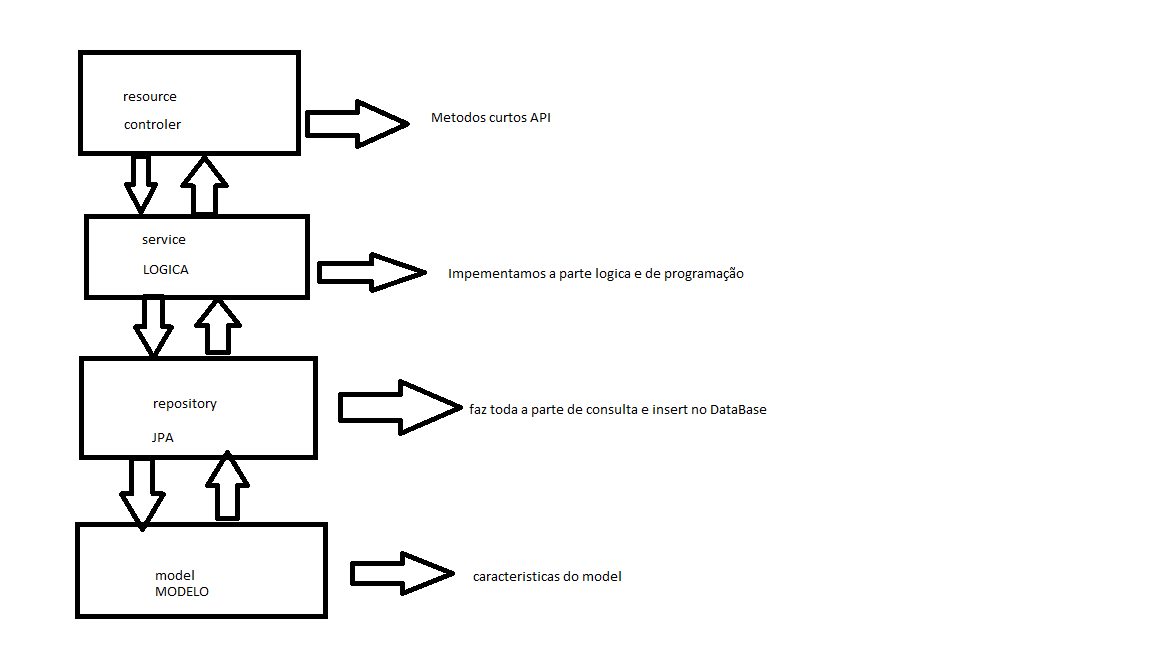 resource
controler
Metodos curtos API
service
LOGICA
Impementamos a parte logica e de programação
repository
JPA
faz toda a parte de consulta e insert no DataBase
model
MODELO
caracteristicas do model